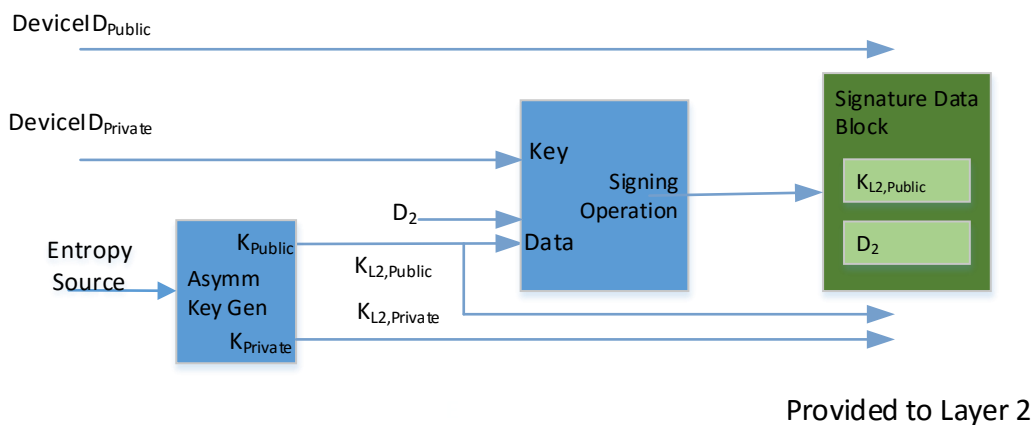 DeviceIDPublic
DeviceIDPrivate
Key
Signing
Operation
Signature Data
Block
KL2,Public
D2
D2
Data
KPublic
Entropy
Source
Asymm
Key Gen
KPrivate
KL2,Public
KL2,Private
Provided to Layer 2